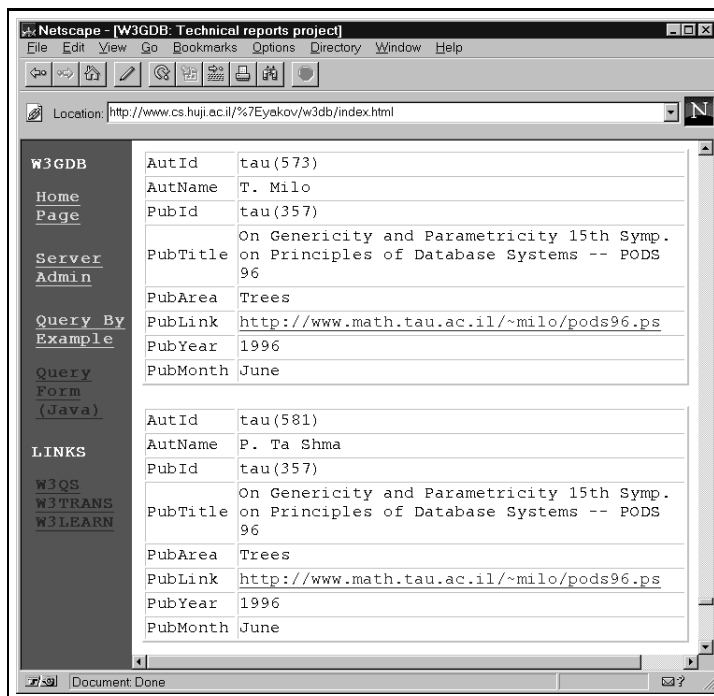 Netscape - [W3GDB: Technical reports project]
File Edit View Go Bookmarks Options Directory Window Help
Location: http://www.cs.huji.ac.il/%7Eyakov/w3db/index.html
N
W3GDB
Home
Page
Server
Admin
Query By
Example
Query
Form
(Java)
LINKS
W3QS
W3TRANS
W3LEARN
AutId tau(573)
AutName T. Milo
PubId tau(357)
PubTitle On Genericity and Parametricity 15th Symp.
on Principles of Database Systems -- PODS
96
PubArea Trees
PubLink http://www.math.tau.ac.il/~milo/pods96.ps
PubYear 1996
PubMonth June
AutId tau(581)
AutName P. Ta Shma
PubId tau(357)
PubTitle On Genericity and Parametricity 15th Symp.
on Principles of Database Systems -- PODS
96
PubArea Trees
PubLink http://www.math.tau.ac.il/~milo/pods96.ps
PubYear 1996
PubMonth June
Document: Done